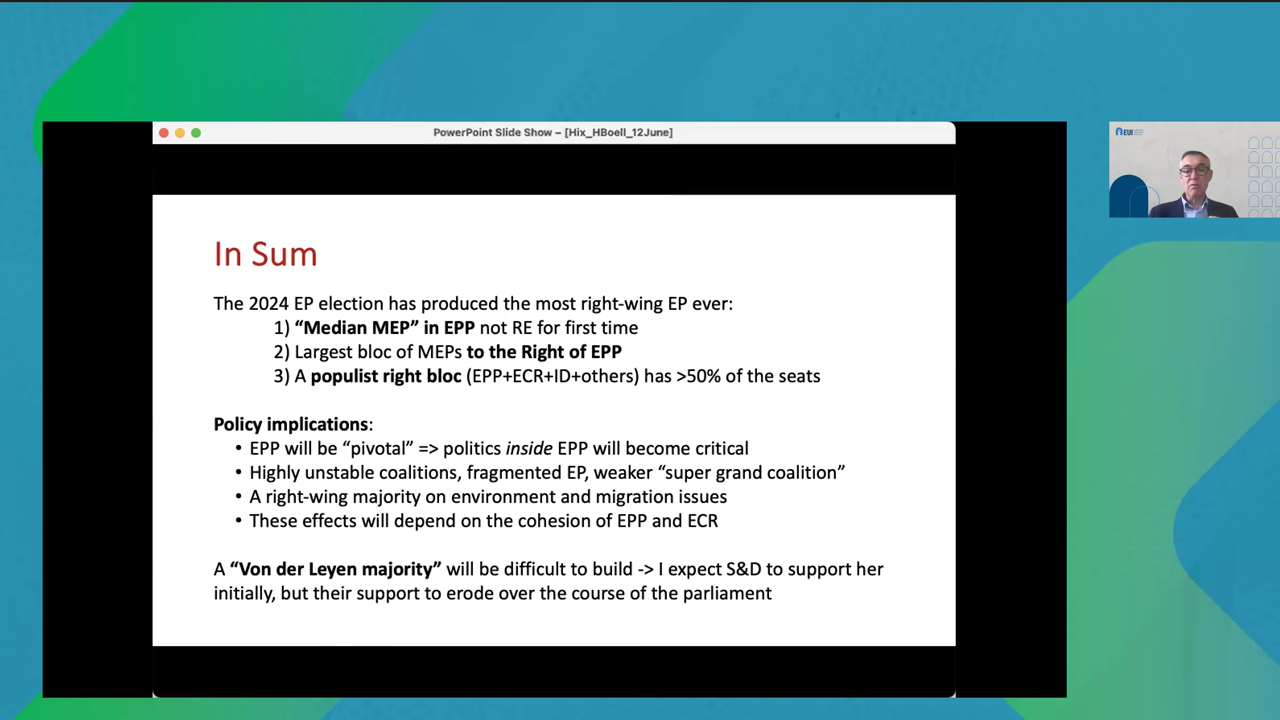 PowerPoint Slide Show – [Hix_HBoell_12June]
EUI
In Sum
The 2024 EP election has produced the most right-wing EP ever:
1) “Median MEP” in EPP not RE for first time
2) Largest bloc of MEPs to the Right of EPP
3) A populist right bloc (EPP+ECR+ID+others) has >50% of the seats
Policy implications:
• EPP will be “pivotal” => politics inside EPP will become critical
• Highly unstable coalitions, fragmented EP, weaker “super grand coalition”
• A right-wing majority on environment and migration issues
• These effects will depend on the cohesion of EPP and ECR
A “Von der Leyen majority” will be difficult to build -> I expect S&D to support her
initially, but their support to erode over the course of the parliament